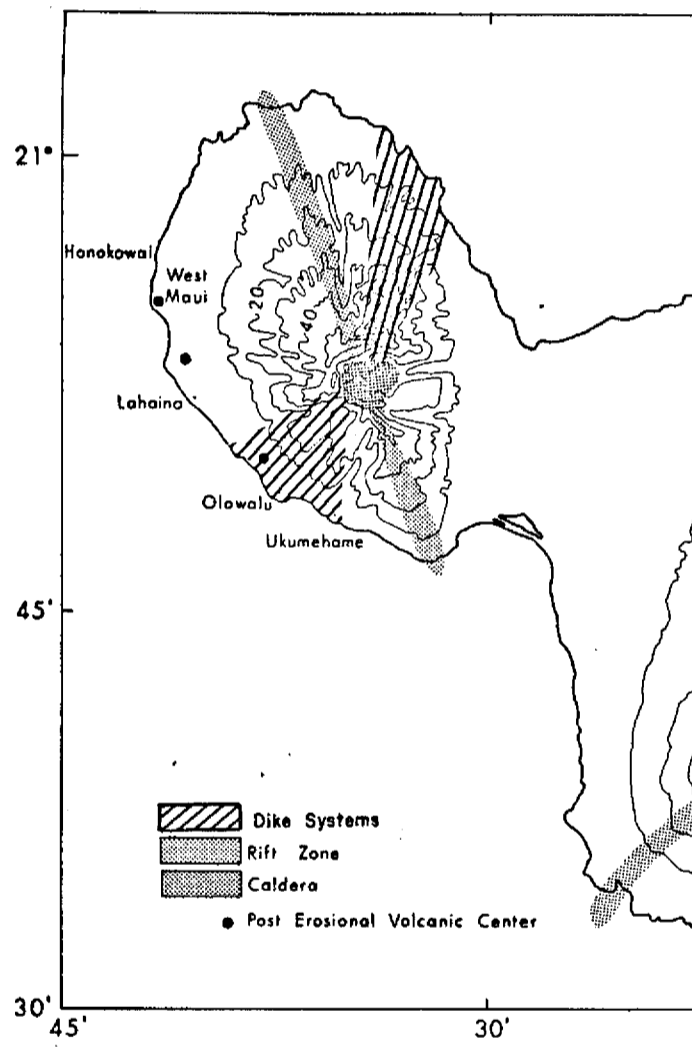 21°
Honokowai
West
Maui
20
40
Lahaina
Olowalu
Ukumehame
45'
Dike Systems
Rift Zone
Caldera
Post Erosional Volcanic Center
30'
45'
30'